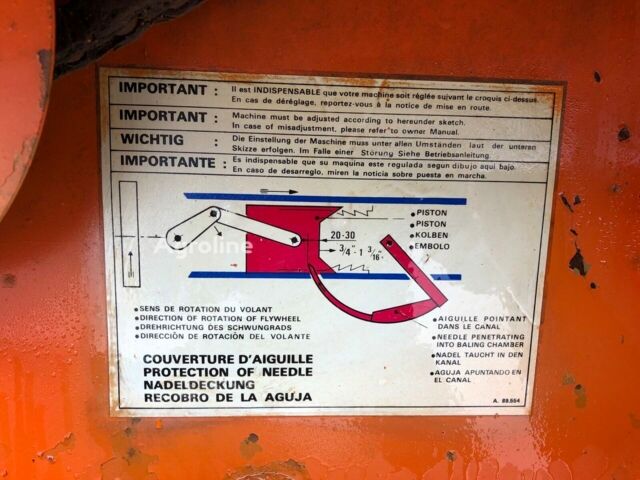 IMPORTANT : Il est INDISPENSABLE que votre machine soit réglée suivant le croquis ci-dessus.
En cas de déréglage, reportez-vous à la notice de mise en route.
IMPORTANT : Machine must be adjusted according to hereunder sketch.
In case of misadjustment, please refer to owner Manual.
WICHTIG : Die Einstellung der Maschine muss unter allen Umständen laut der unteren
Skizze erfolgen. Im Falle einer Störung Siehe Betriebsanleitung.
IMPORTANTE : Es indispensable que su maquina este regulada segun dibujo aqui bajo.
En caso de desarreglo. miren la noticia sobre puesta en marcha.
PISTON
PISTON
KOLBEN
EMBOLO
20-30
3/4"-1 3/16"
Agroline
SENS DE ROTATION DU VOLANT
DIRECTION OF ROTATION OF FLYWHEEL
DREHRICHTUNG DES SCHWUNGRADS
DIRECCIÓN DE ROTACIÓN DEL VOLANTE
AIGUILLE POINTANT
DANS LE CANAL
NEEDLE PENETRATING
INTO BALING CHAMBER
NADEL TAUCHT IN DEN
KANAL
AGUJA APUNTANDO EN
EL CANAL
COUVERTURE D'AIGUILLE
PROTECTION OF NEEDLE
NADELDECKUNG
RECOBRO DE LA AGUJA
A. 89.554